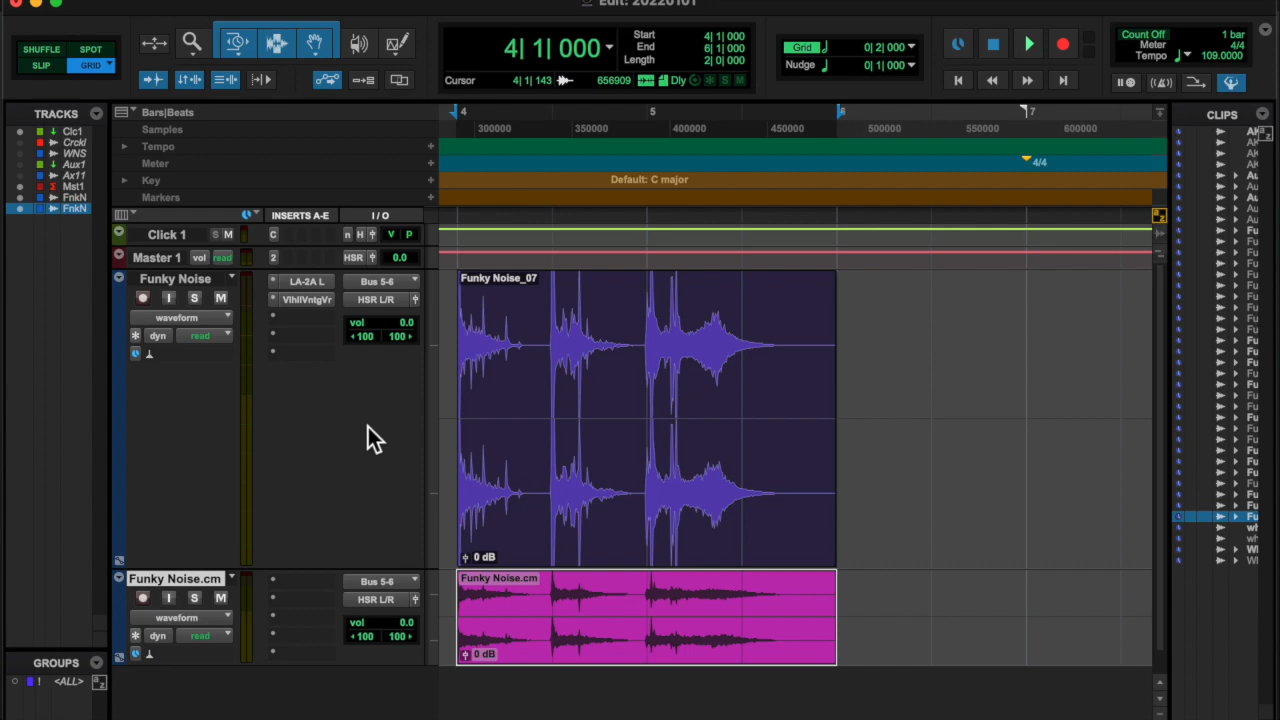 Edit: 20220101
SHUFFLE SPOT
SLIP GRID
4| 1| 000
Start 4| 1| 000
End 6| 1| 000
Length 2| 0| 000
Cursor 4| 1| 143 656909 Dly S M
Grid 0| 2| 000
Nudge 0| 1| 000
Count Off 1 bar
Meter 4/4
Tempo 109.0000
TRACKS
Clc1
Crckl
WNS
Aux1
Ax11
Mst1
FnkN
FnkN
GROUPS
! <ALL>
Bars|Beats 4 5 6 7
Samples 300000 350000 400000 450000 500000 550000 600000
Tempo
Meter 4/4
Key Default: C major
Markers
INSERTS A-E I / O
Click 1 S M C n H V P
Master 1 vol read 2 HSR 0.0
Funky Noise LA-2A L Bus 5-6
I S M VlhllVntgVr HSR L/R
waveform vol 0.0
dyn read 100 100
Funky Noise_07
0 dB
Funky Noise.cm Bus 5-6
I S M HSR L/R
waveform vol 0.0
dyn read 100 100
Funky Noise.cm
0 dB
CLIPS